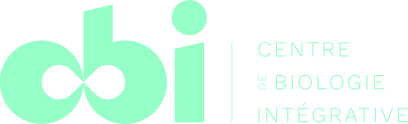 cbi
CENTRE
DE BIOLOGIE
INTÉGRATIVE